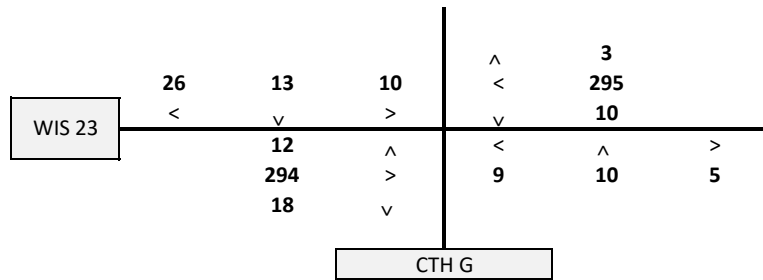 ^ 3
26 13 10 < 295
< v > v 10
WIS 23
12 ^ < ^ >
294 > 9 10 5
18 v
CTH G